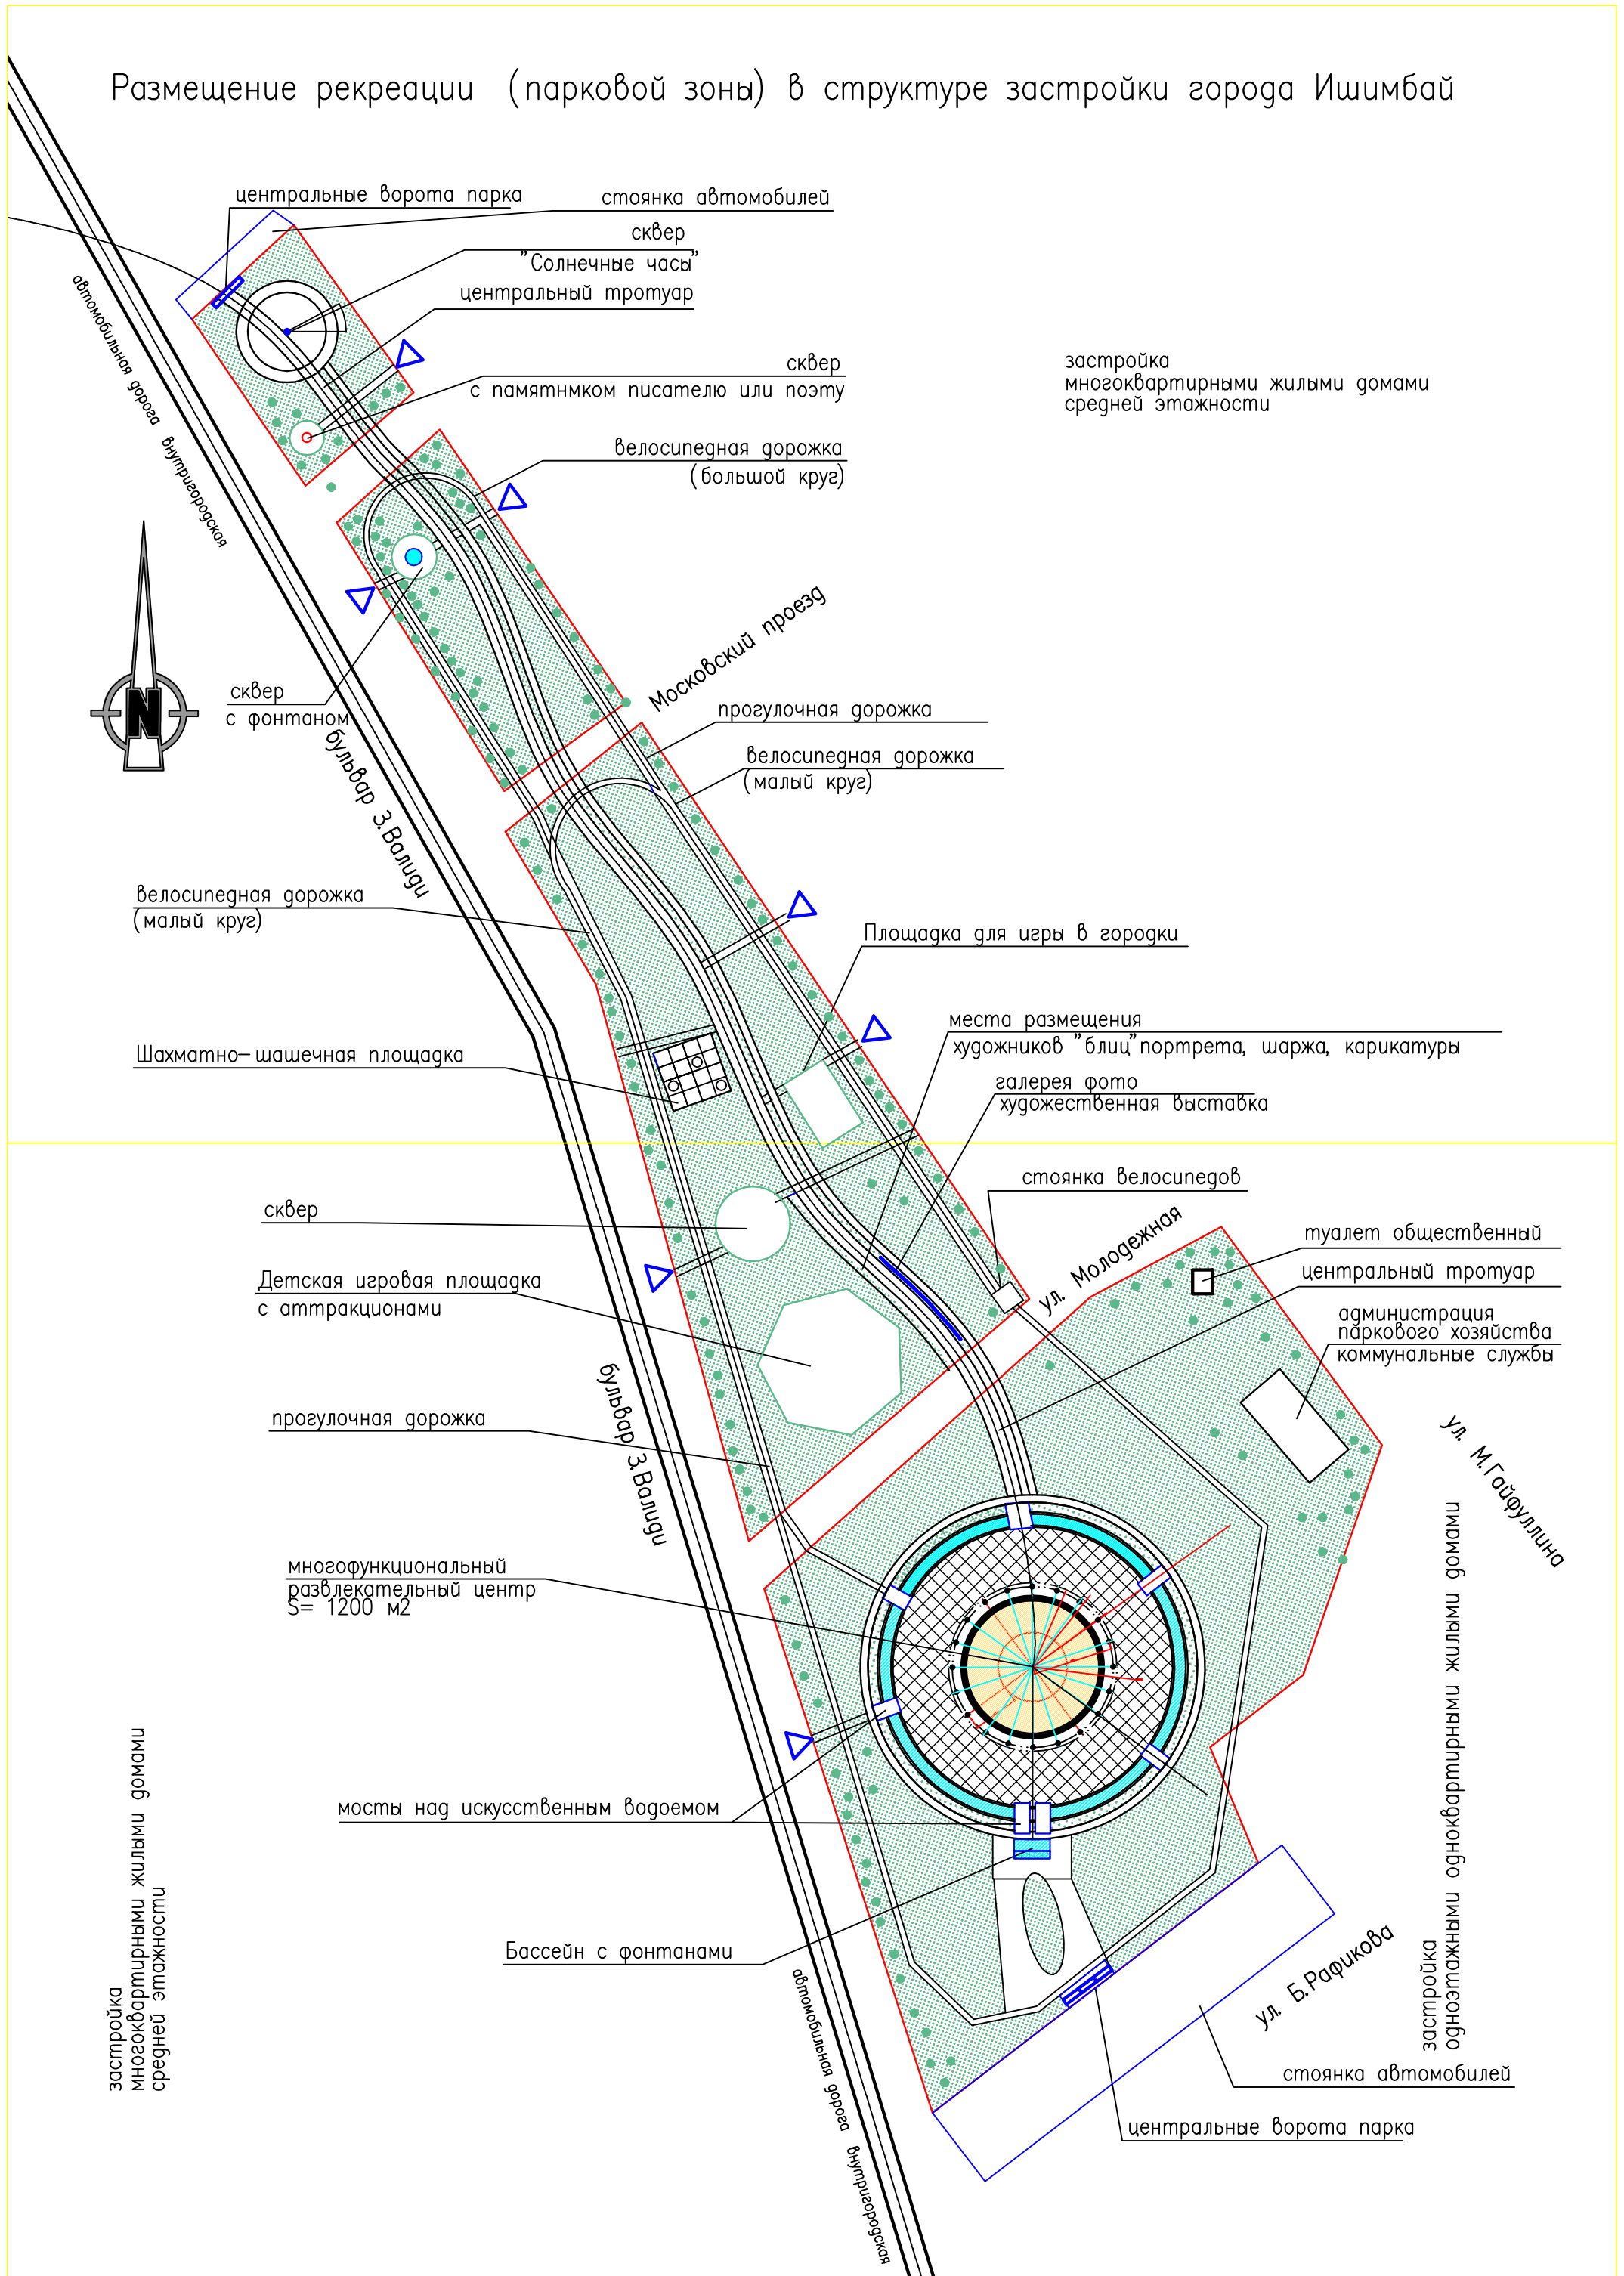 Размещение рекреации (парковой зоны) в структуре застройки города Ишимбай
центральные ворота парка
стоянка автомобилей
сквер
"Солнечные часы"
центральный тротуар
сквер
с памятнмком писателю или поэту
застройка
многоквартирными жилыми домами
средней этажности
автомобильная дорога внутригородская
велосипедная дорожка
(большой круг)
Московский проезд
N
сквер
с фонтаном
бульвар З.Валиди
прогулочная дорожка
велосипедная дорожка
(малый круг)
велосипедная дорожка
(малый круг)
Площадка для игры в городки
места размещения
художников "блиц"портрета, шаржа, карикатуры
Шахматно-шашечная площадка
галерея фото
художественная выставка
стоянка велосипедов
сквер
ул. Молодежная
туалет общественный
центральный тротуар
Детская игровая площадка
с аттракционами
администрация
паркового хозяйства
коммунальные службы
бульвар З.Валиди
прогулочная дорожка
ул. М.Гайфуллина
многофункциональный
развлекательный центр
S= 1200 м2
застройка
одноэтажными одноквартирными жилыми домами
застройка
многоквартирными жилыми домами
средней этажности
мосты над искусственным водоемом
Бассейн с фонтанами
ул. Б.Рафикова
автомобильная дорога внутригородская
стоянка автомобилей
центральные ворота парка